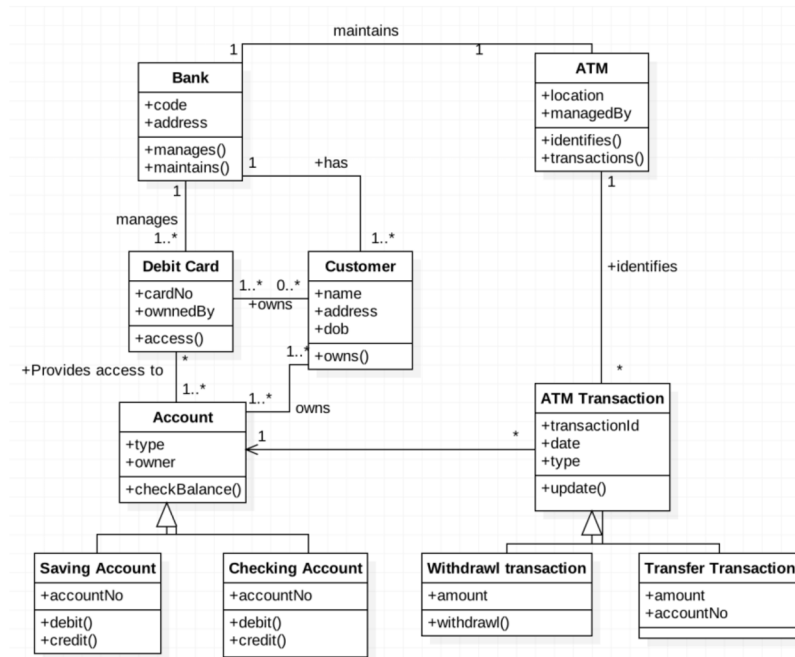 maintains
1
1
Bank
+code
+address
+manages()
+maintains()
ATM
+location
+managedBy
+identifies()
+transactions()
1
+has
1
1
manages
1..*
1..*
+identifies
Debit Card
+cardNo
+ownnedBy
+access()
1..*
0..*
+owns
Customer
+name
+address
+dob
+owns()
*
+Provides access to
1..*
1..*
1..*
owns
*
Account
+type
+owner
+checkBalance()
1
*
ATM Transaction
+transactionId
+date
+type
+update()
Saving Account
+accountNo
+debit()
+credit()
Checking Account
+accountNo
+debit()
+credit()
Withdrawl transaction
+amount
+withdrawl()
Transfer Transaction
+amount
+accountNo